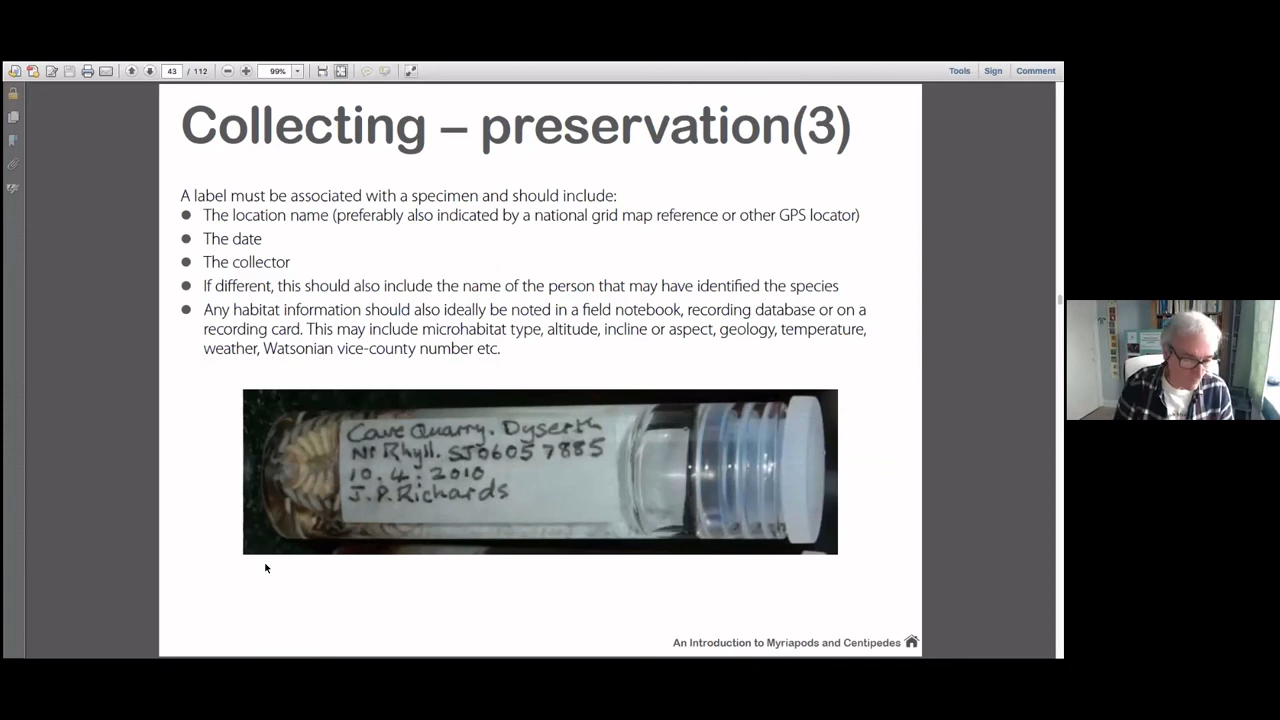 43 / 112
99%
Tools
Sign
Comment
Collecting – preservation(3)
A label must be associated with a specimen and should include:
● The location name (preferably also indicated by a national grid map reference or other GPS locator)
● The date
● The collector
● If different, this should also include the name of the person that may have identified the species
● Any habitat information should also ideally be noted in a field notebook, recording database or on a
recording card. This may include microhabitat type, altitude, incline or aspect, geology, temperature,
weather, Watsonian vice-county number etc.
Cave Quarry. Dyserth
Nr Rhyll. SJ0605 7885
10.4.2010
J.P.Richards
An Introduction to Myriapods and Centipedes